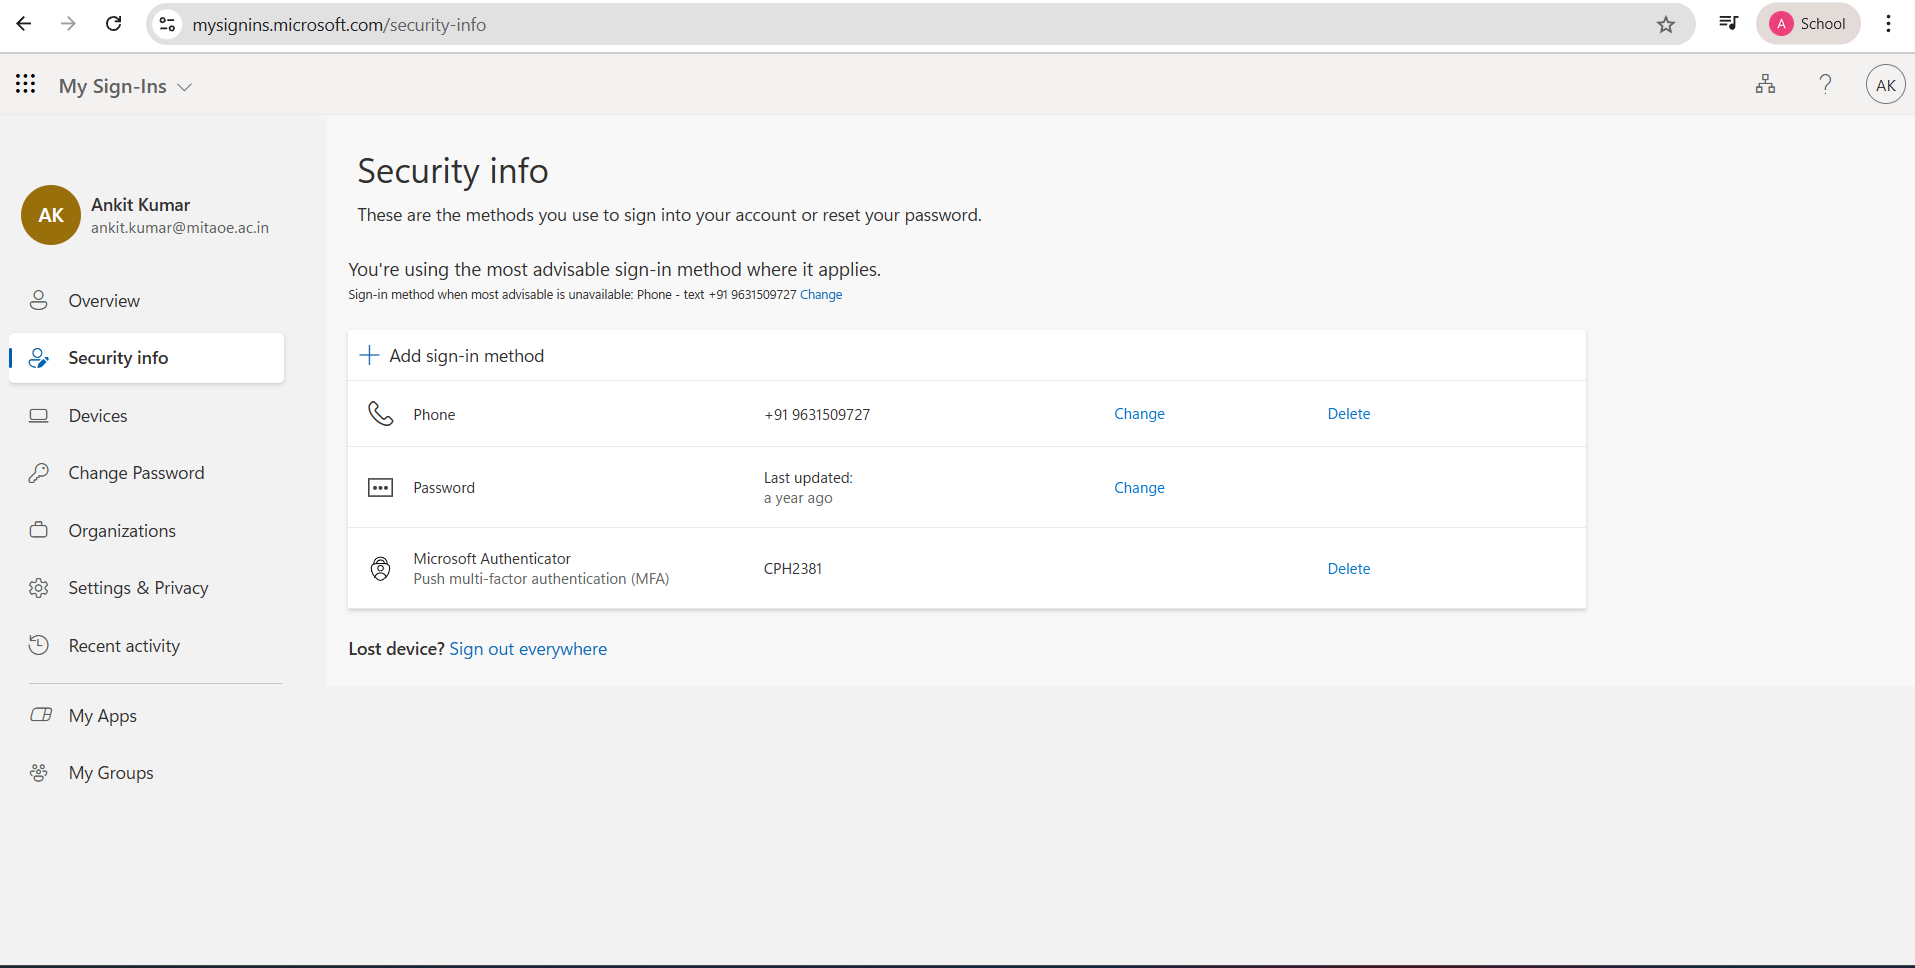 mysignins.microsoft.com/security-info
A School
My Sign-Ins
AK
AK
Ankit Kumar
ankit.kumar@mitaoe.ac.in
Overview
Security info
Devices
Change Password
Organizations
Settings & Privacy
Recent activity
My Apps
My Groups
Security info
These are the methods you use to sign into your account or reset your password.
You're using the most advisable sign-in method where it applies.
Sign-in method when most advisable is unavailable: Phone - text +91 9631509727 Change
Add sign-in method
Phone +91 9631509727 Change Delete
Password Last updated: Change
a year ago
Microsoft Authenticator CPH2381 Delete
Push multi-factor authentication (MFA)
Lost device? Sign out everywhere